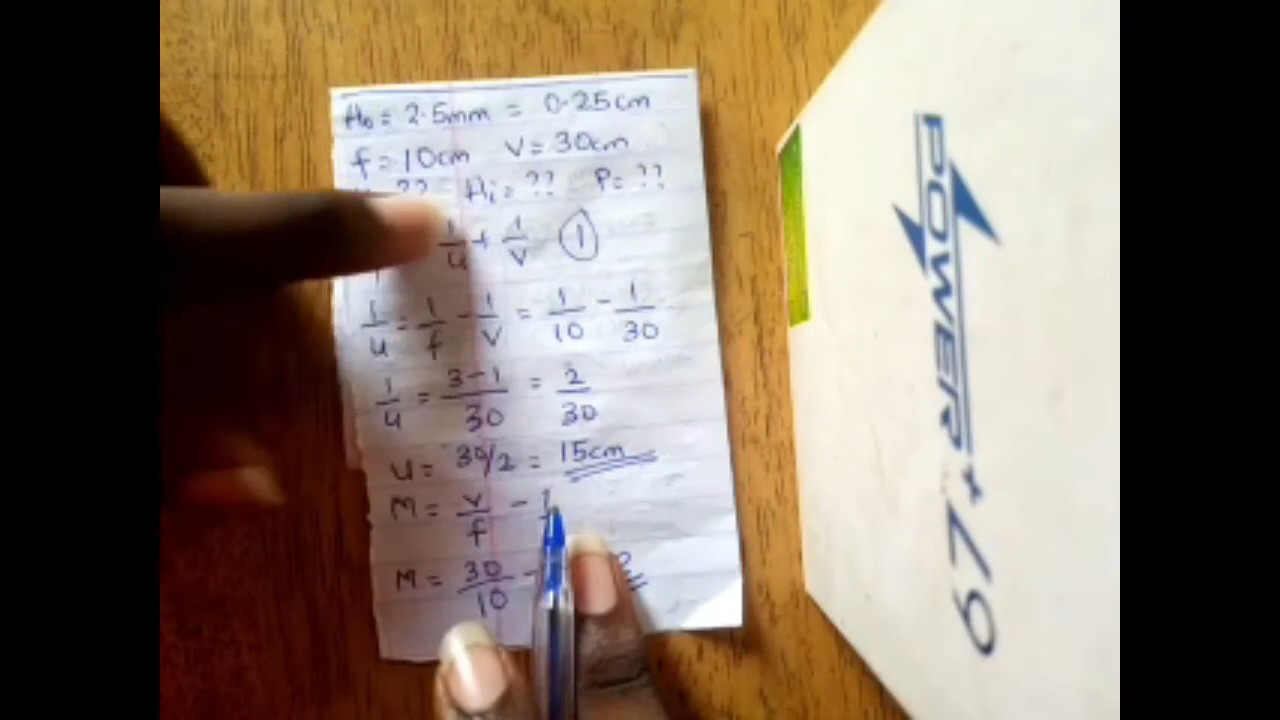 Ho = 2.5mm = 0.25cm
f = 10cm v = 30cm
?? Hi = ?? P = ??
1/u + 1/v ①
1/u = 1/f - 1/v = 1/10 - 1/30
1/u = 3-1/30 = 2/30
u = 30/2 = 15cm
M = v/f - 1
M = 30/10 -
POWER+ L9